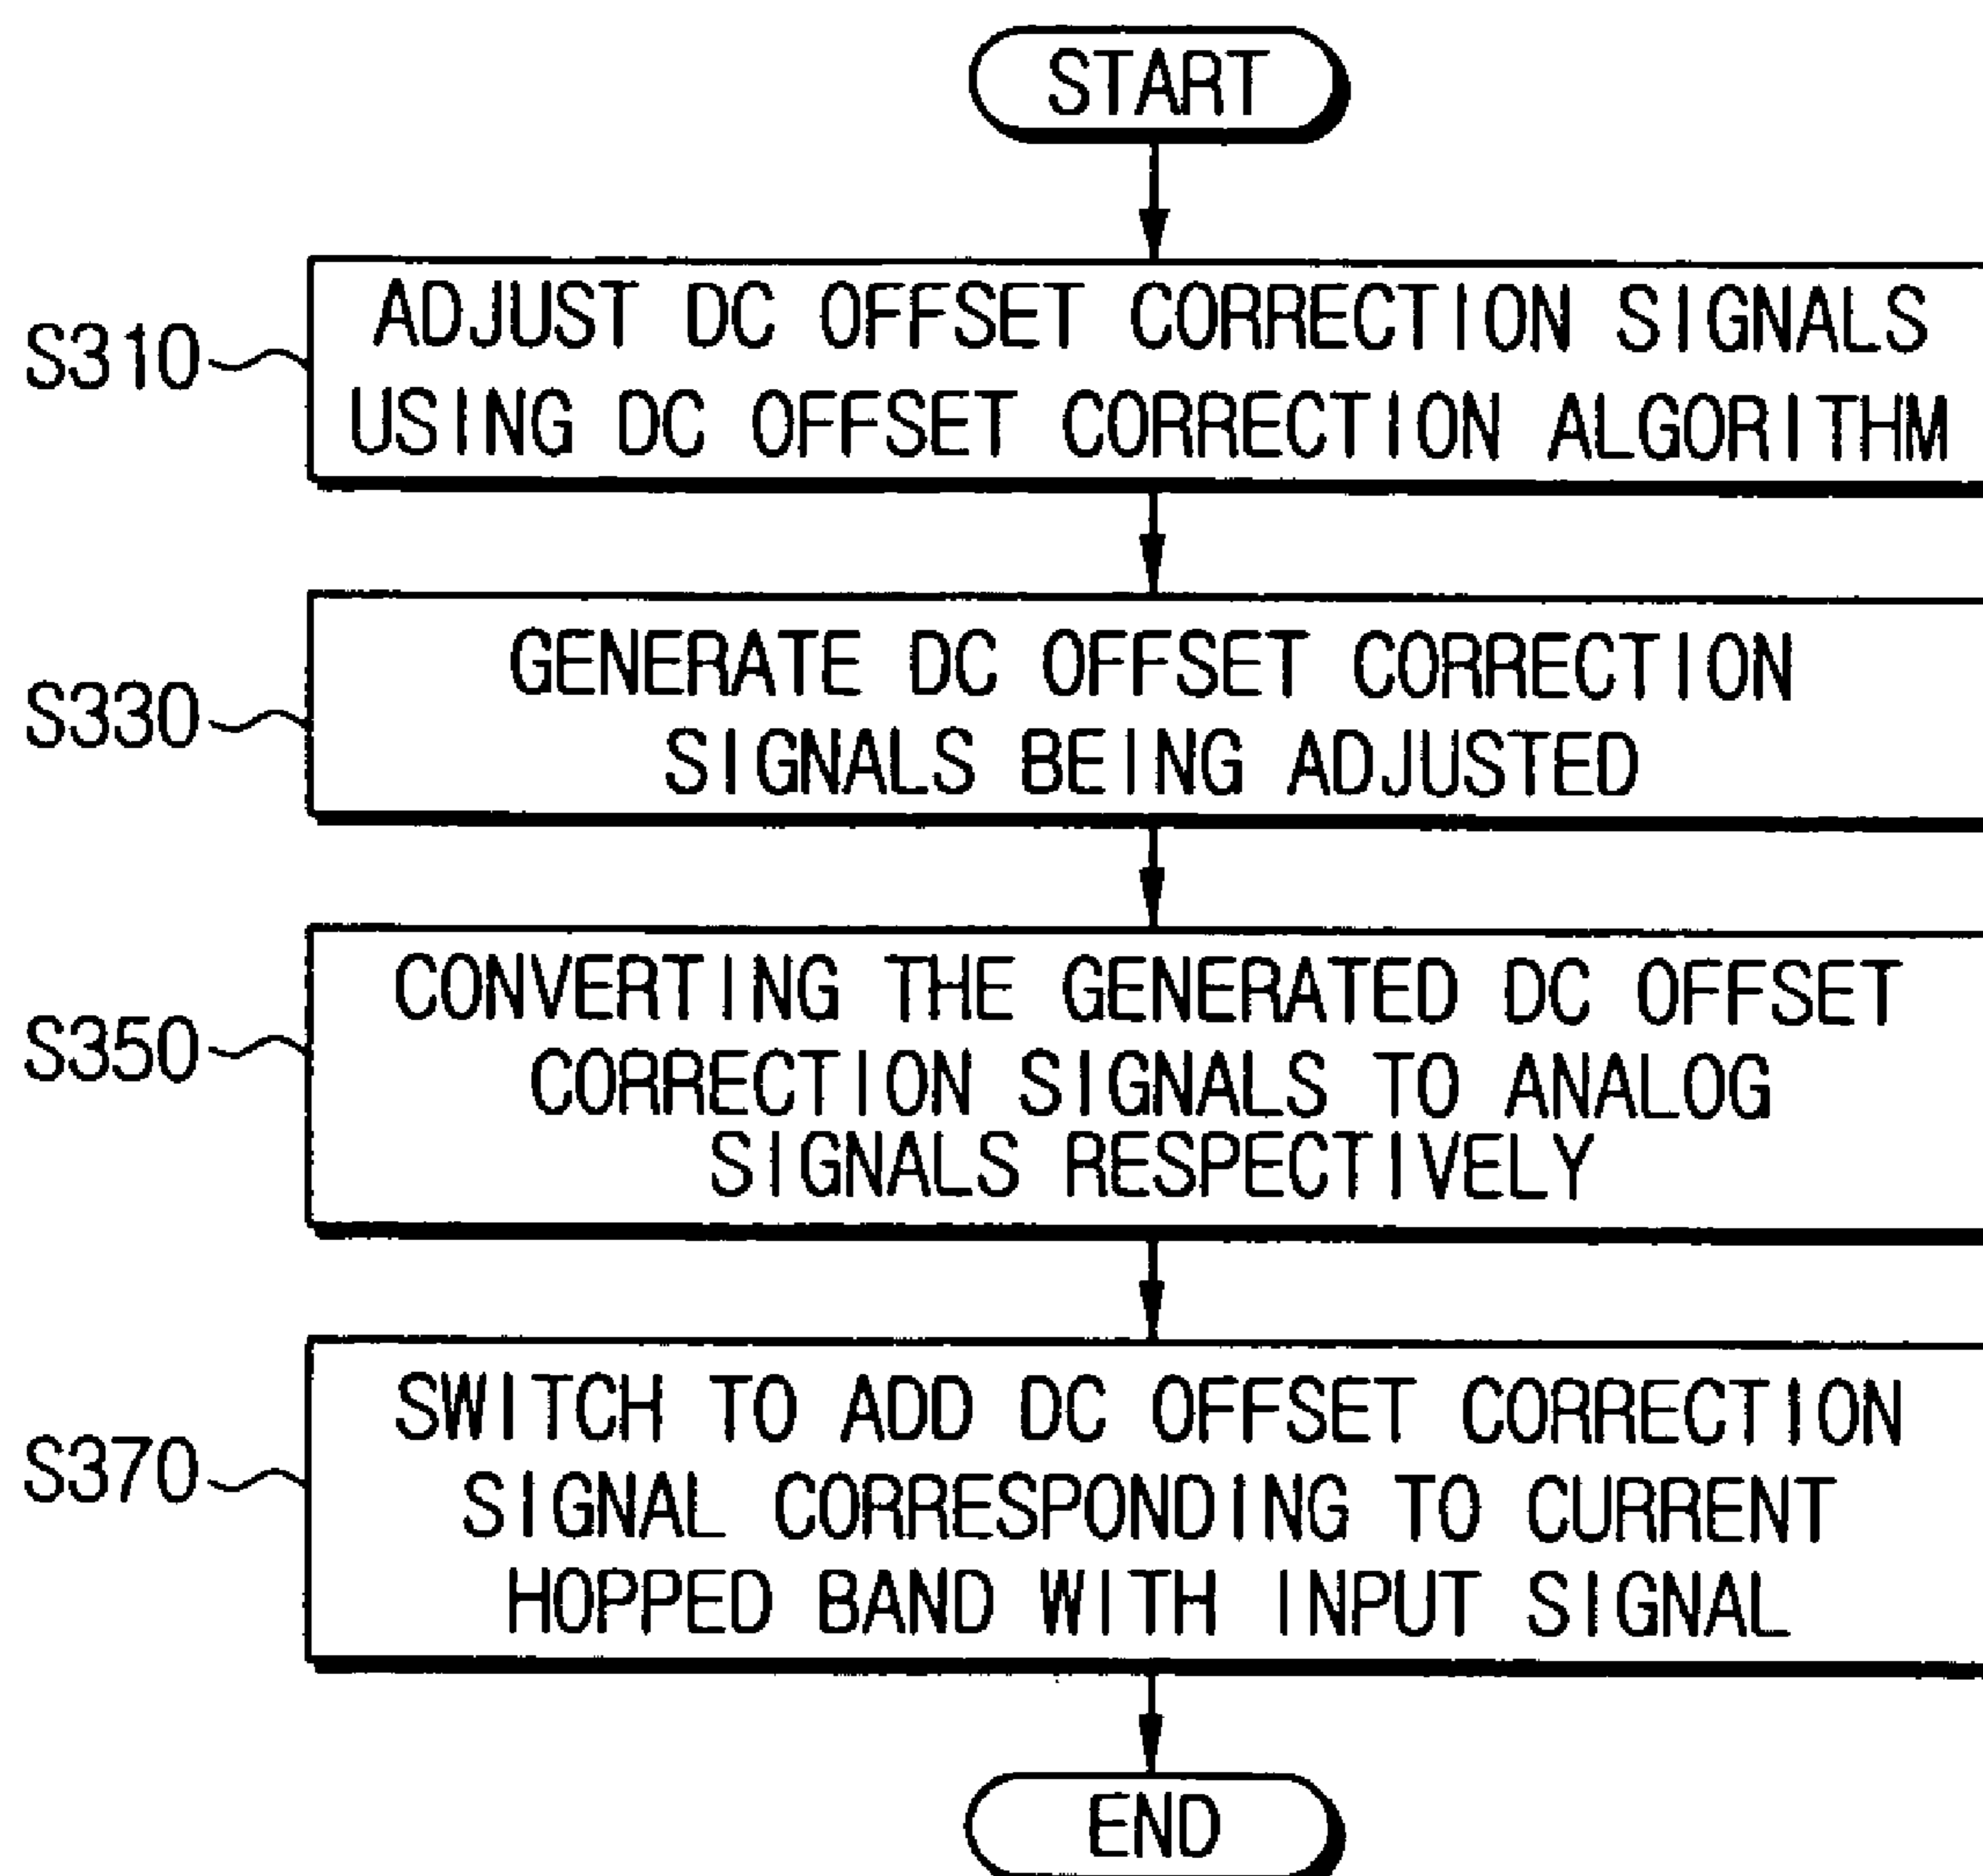 START
S310
ADJUST DC OFFSET CORRECTION SIGNALS
USING DC OFFSET CORRECTION ALGORITHM
S330
GENERATE DC OFFSET CORRECTION
SIGNALS BEING ADJUSTED
S350
CONVERTING THE GENERATED DC OFFSET
CORRECTION SIGNALS TO ANALOG
SIGNALS RESPECTIVELY
S370
SWITCH TO ADD DC OFFSET CORRECTION
SIGNAL CORRESPONDING TO CURRENT
HOPPED BAND WITH INPUT SIGNAL
END